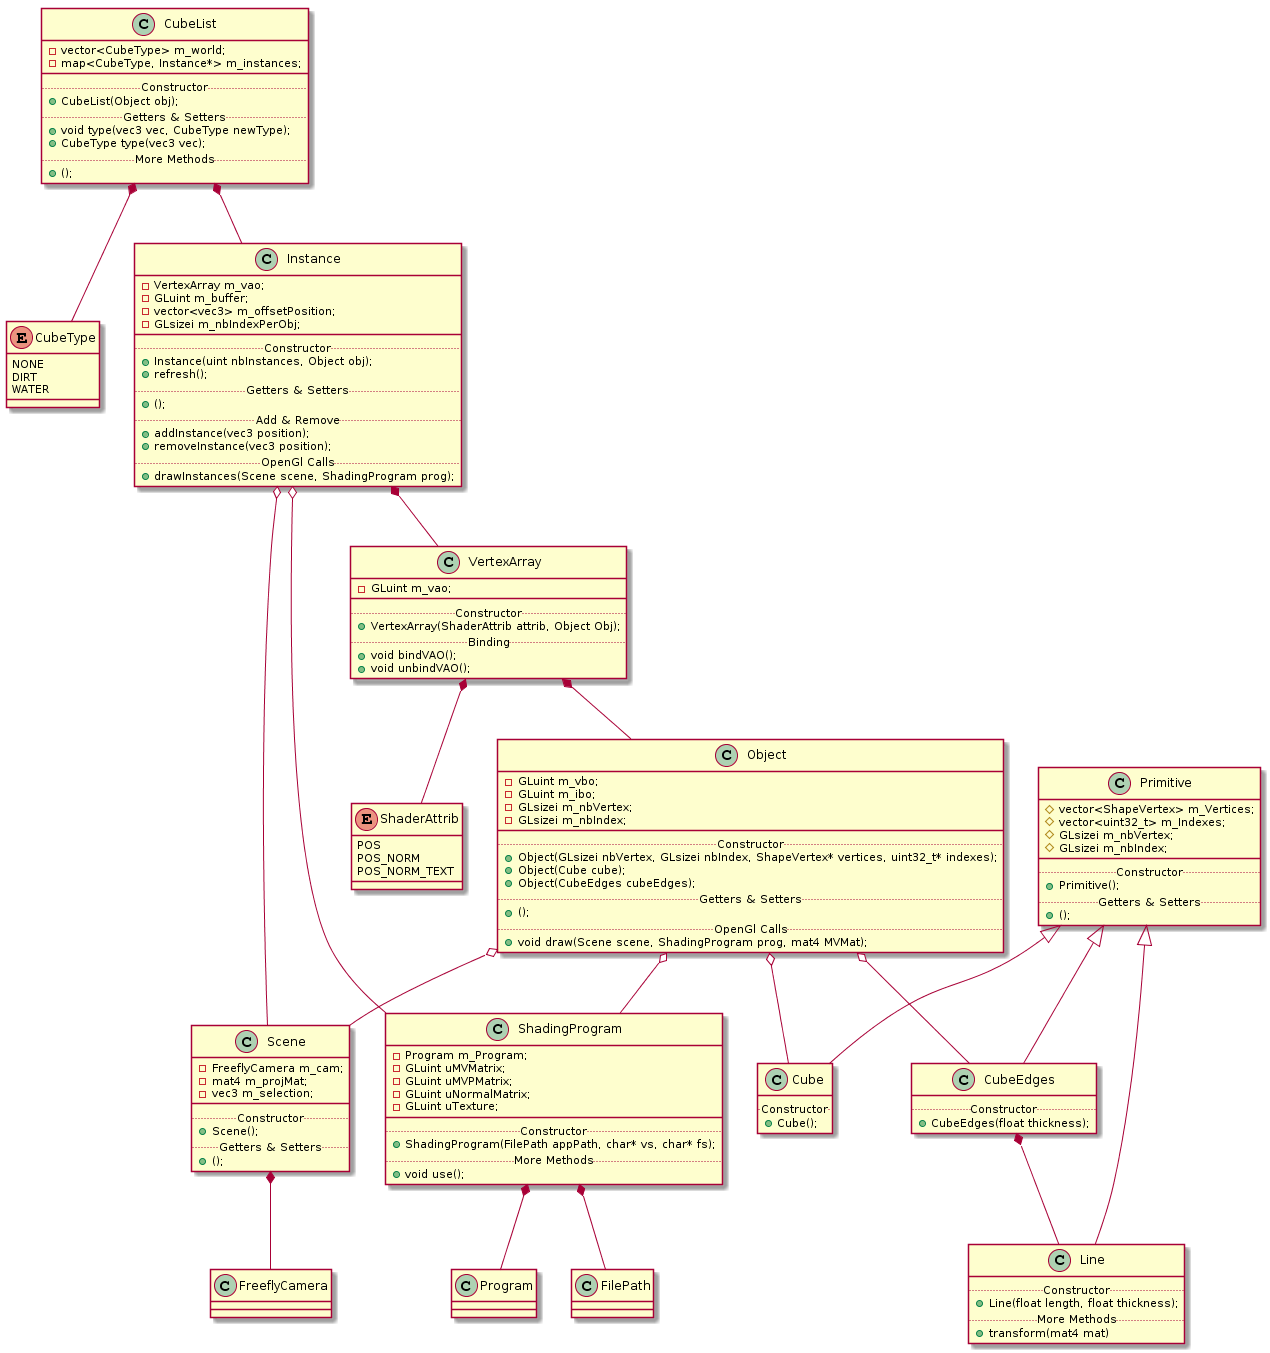 C CubeList
vector<CubeType> m_world;
map<CubeType, Instance*> m_instances;
Constructor
CubeList(Object obj);
Getters & Setters
void type(vec3 vec, CubeType newType);
CubeType type(vec3 vec);
More Methods
();
C Instance
VertexArray m_vao;
GLuint m_buffer;
vector<vec3> m_offsetPosition;
GLsizei m_nbIndexPerObj;
Constructor
Instance(uint nbInstances, Object obj);
refresh();
Getters & Setters
();
Add & Remove
addInstance(vec3 position);
removeInstance(vec3 position);
OpenGl Calls
drawInstances(Scene scene, ShadingProgram prog);
E CubeType
NONE
DIRT
WATER
C VertexArray
GLuint m_vao;
Constructor
VertexArray(ShaderAttrib attrib, Object Obj);
Binding
void bindVAO();
void unbindVAO();
C Object
GLuint m_vbo;
GLuint m_ibo;
GLsizei m_nbVertex;
GLsizei m_nbIndex;
Constructor
Object(GLsizei nbVertex, GLsizei nbIndex, ShapeVertex* vertices, uint32_t* indexes);
Object(Cube cube);
Object(CubeEdges cubeEdges);
Getters & Setters
();
OpenGl Calls
void draw(Scene scene, ShadingProgram prog, mat4 MVMat);
C Primitive
vector<ShapeVertex> m_Vertices;
vector<uint32_t> m_Indexes;
GLsizei m_nbVertex;
GLsizei m_nbIndex;
Constructor
Primitive();
Getters & Setters
();
E ShaderAttrib
POS
POS_NORM
POS_NORM_TEXT
C Scene
FreeflyCamera m_cam;
mat4 m_projMat;
vec3 m_selection;
Constructor
Scene();
Getters & Setters
();
C ShadingProgram
Program m_Program;
GLuint uMVMatrix;
GLuint uMVPMatrix;
GLuint uNormalMatrix;
GLuint uTexture;
Constructor
ShadingProgram(FilePath appPath, char* vs, char* fs);
More Methods
void use();
C Cube
Constructor
Cube();
C CubeEdges
Constructor
CubeEdges(float thickness);
C FreeflyCamera
C Program
C FilePath
C Line
Constructor
Line(float length, float thickness);
More Methods
transform(mat4 mat)